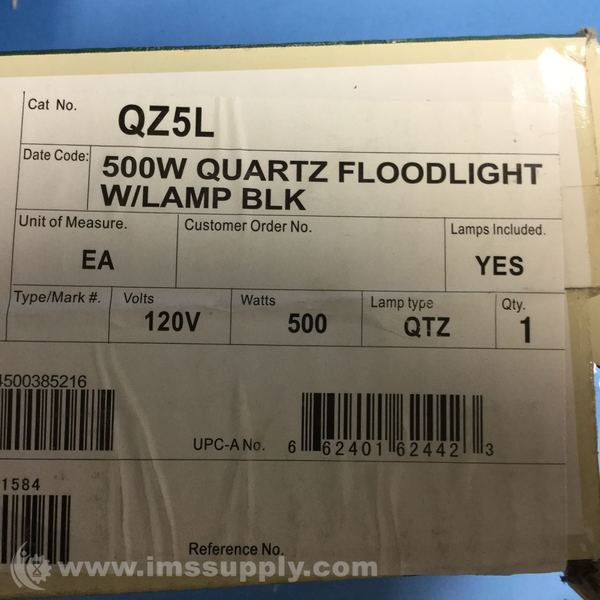 Cat No. QZ5L
Date Code: 500W QUARTZ FLOODLIGHT
W/LAMP BLK
Unit of Measure. Customer Order No. Lamps Included.
EA YES
Type/Mark #. Volts Watts Lamp type Qty.
120V 500 QTZ 1
4500385216
UPC-A No. 6 62401 62442 3
1584
Reference No.
www.imssupply.com